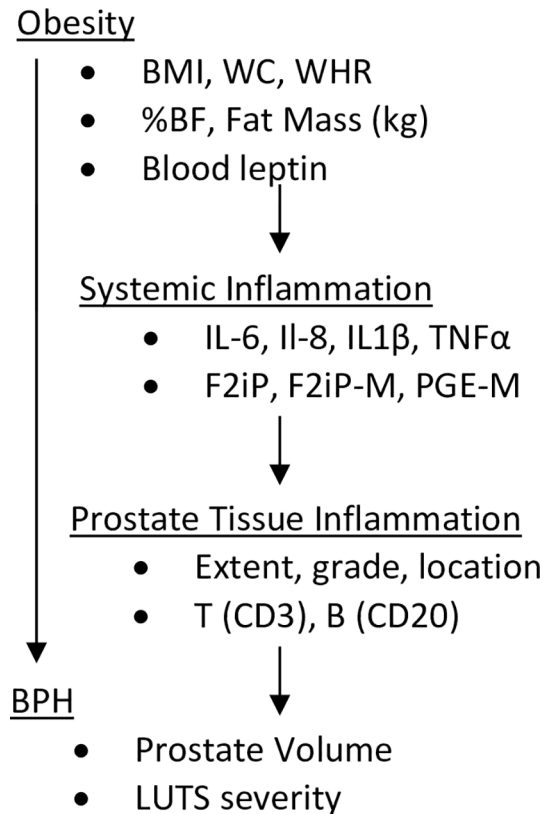 Obesity
• BMI, WC, WHR
• %BF, Fat Mass (kg)
• Blood leptin
Systemic Inflammation
• IL-6, Il-8, IL1β, TNFα
• F2iP, F2iP-M, PGE-M
Prostate Tissue Inflammation
• Extent, grade, location
• T (CD3), B (CD20)
BPH
• Prostate Volume
• LUTS severity